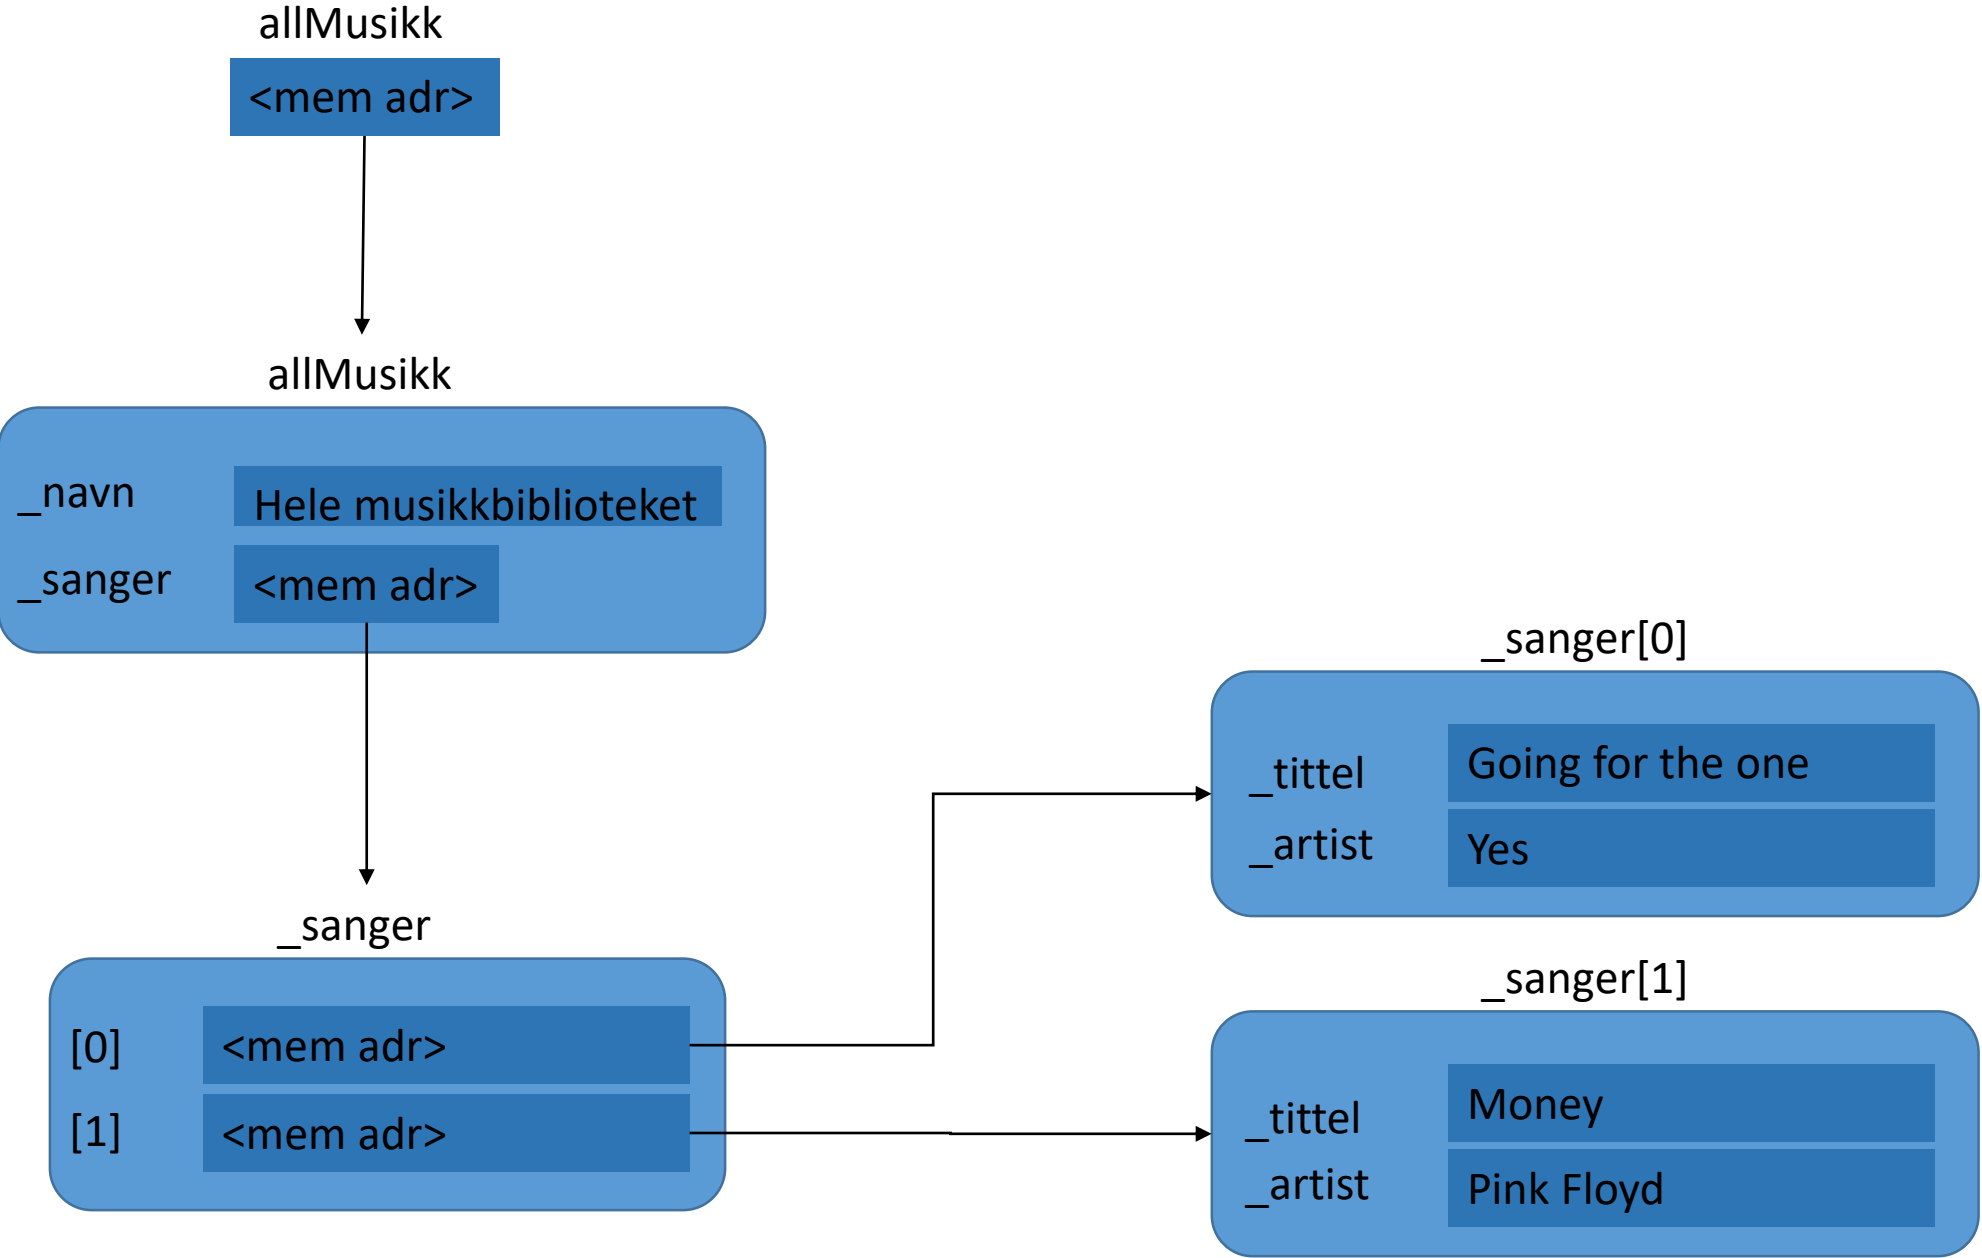 allMusikk
<mem adr>
allMusikk
_navn Hele musikkbiblioteket
_sanger <mem adr>
_sanger
[0] <mem adr>
[1] <mem adr>
_sanger[0]
_tittel Going for the one
_artist Yes
_sanger[1]
_tittel Money
_artist Pink Floyd